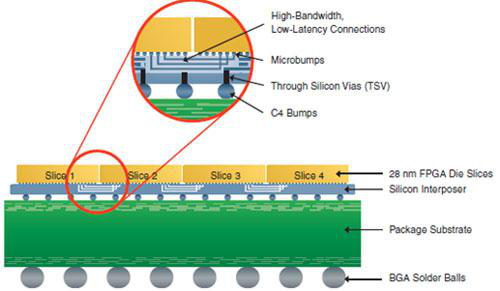 High-Bandwidth,
Low-Latency Connections
Microbumps
Through Silicon Vias (TSV)
C4 Bumps
Slice 1
Slice 2
Slice 3
Slice 4
28 nm FPGA Die Slices
Silicon Interposer
Package Substrate
BGA Solder Balls